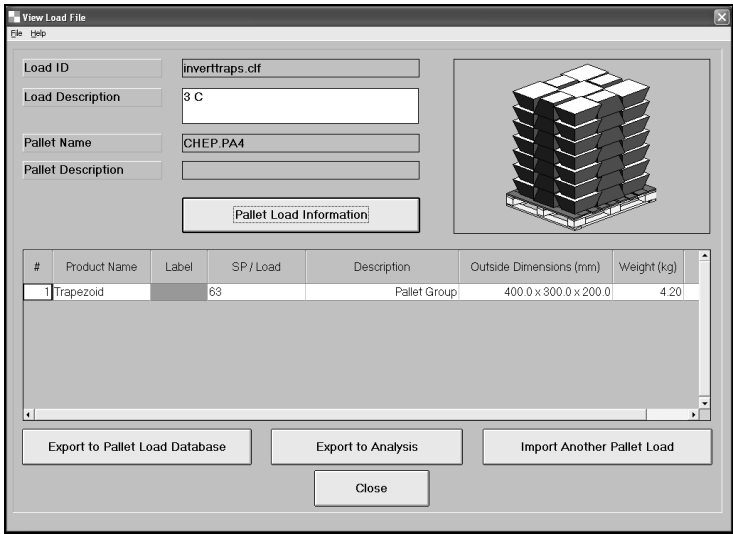 View Load File
File Help
Load ID inverttraps.clf
Load Description 3 C
Pallet Name CHEP.PA4
Pallet Description
Pallet Load Information
# Product Name Label SP / Load Description Outside Dimensions (mm) Weight (kg)
1 Trapezoid 63 Pallet Group 400.0 x 300.0 x 200.0 4.20
Export to Pallet Load Database Export to Analysis Import Another Pallet Load
Close